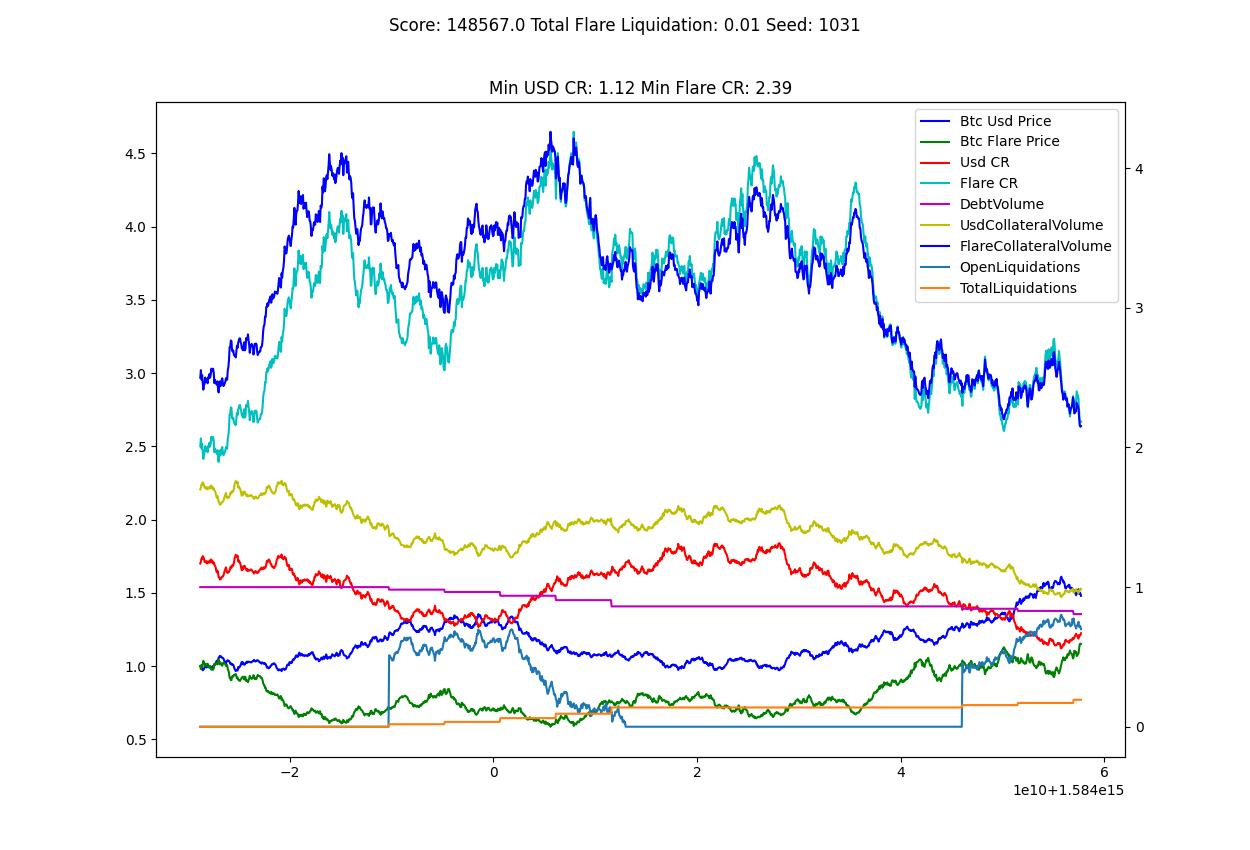 Score: 148567.0 Total Flare Liquidation: 0.01 Seed: 1031
Min USD CR: 1.12 Min Flare CR: 2.39
Btc Usd Price
Btc Flare Price
Usd CR
Flare CR
DebtVolume
UsdCollateralVolume
FlareCollateralVolume
OpenLiquidations
TotalLiquidations
4.5
4.0
3.5
3.0
2.5
2.0
1.5
1.0
0.5
4
3
2
1
0
−2
0
2
4
6
1e10+1.584e15